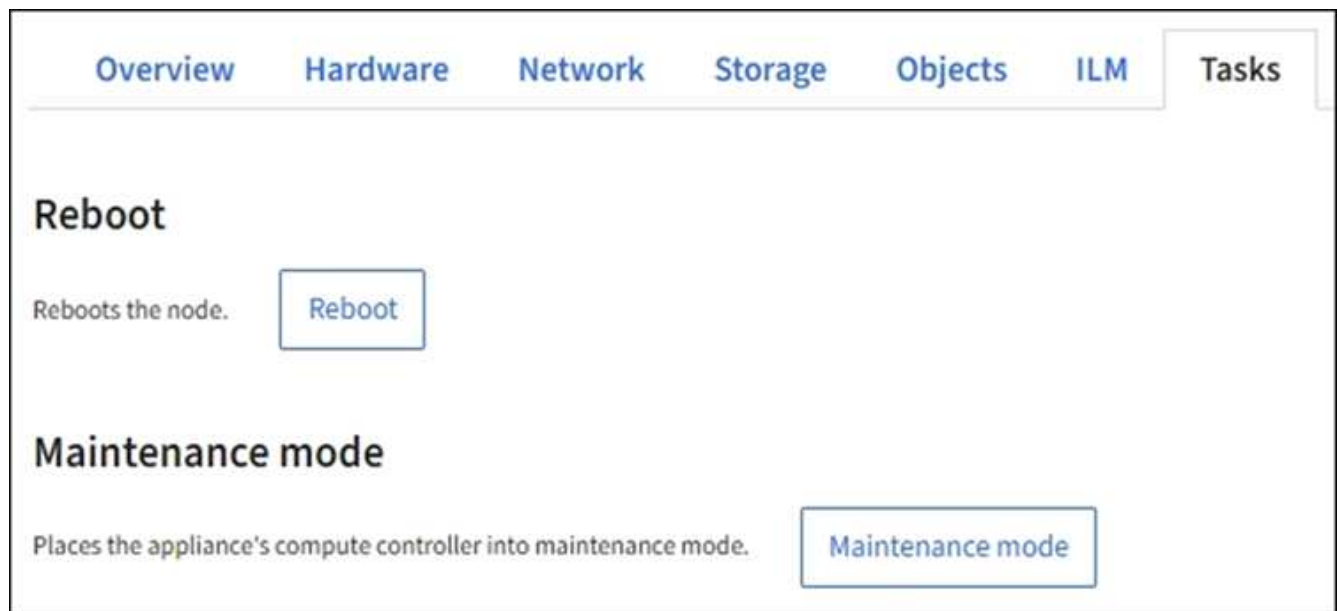 Overview Hardware Network Storage Objects ILM Tasks
Reboot
Reboots the node. Reboot
Maintenance mode
Places the appliance's compute controller into maintenance mode. Maintenance mode